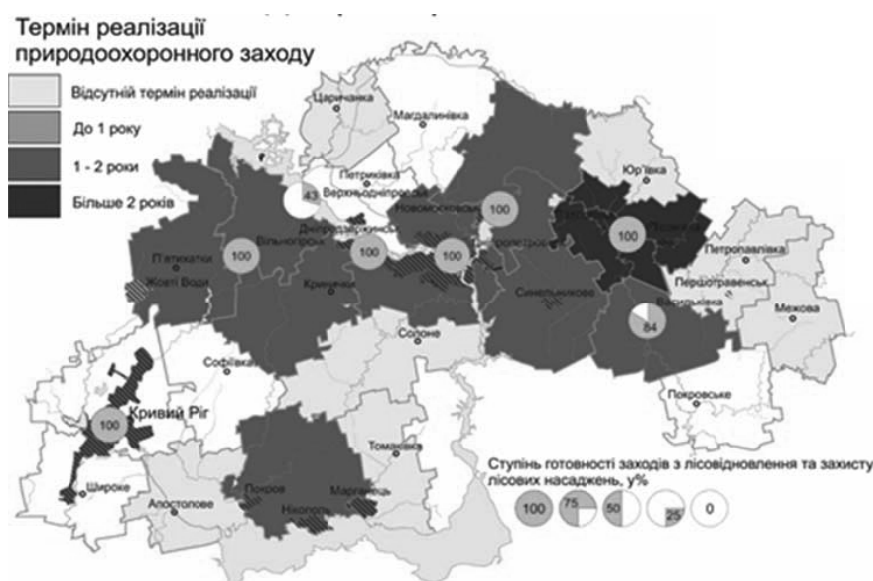 Термін реалізації
природоохоронного заходу
Відсутній термін реалізації
До 1 року
1 - 2 роки
Більше 2 років
Царичанка
Магдалинівка
Юр'ївка
Петриківка
43
Верхньодніпровськ
Новомосковськ
100
100
Дніпродзержинськ
Вільногірськ
100
100
100
П'ятихатки
Жовті Води
Кринички
Синельникове
Петропавлівка
Першотравенськ
Васильківка
84
Межова
Солоне
Софіївка
Покровське
100
Кривий Ріг
Широке
Апостолове
Покров
Нікополь
Марганець
Томаківка
Ступінь готовності заходів з лісовідновлення та захисту
лісових насаджень, у%
100
75
50
25
0